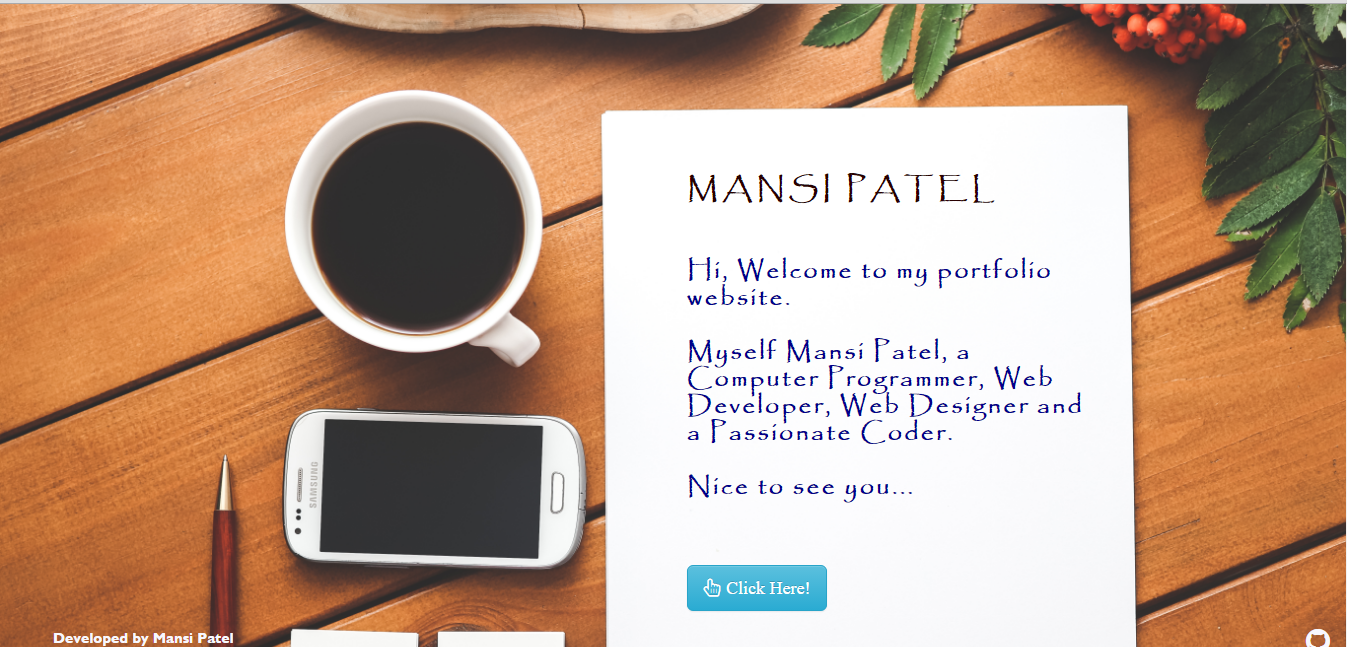 MANSI PATEL
Hi, Welcome to my portfolio
website.
Myself Mansi Patel, a
Computer Programmer, Web
Developer, Web Designer and
a Passionate Coder.
Nice to see you...
Click Here!
SAMSUNG
Developed by Mansi Patel